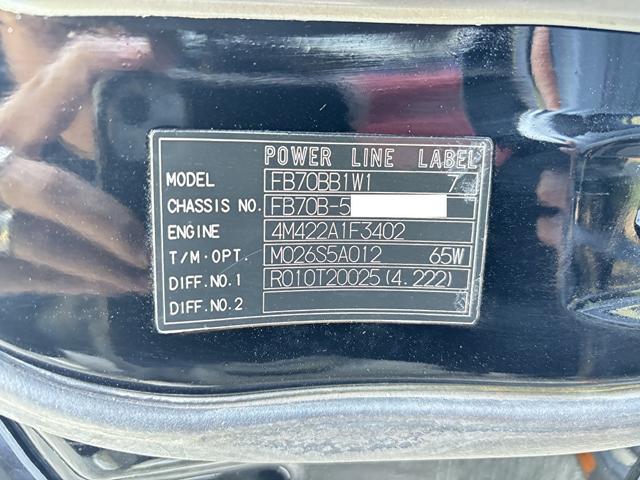 POWER LINE LABEL
MODEL FB70BB1W1 7
CHASSIS NO. FB70B-5
ENGINE 4M422A1F3402
T/M·OPT. M026S5A012 65W
DIFF.NO.1 R010T20025(4.222)
DIFF.NO.2